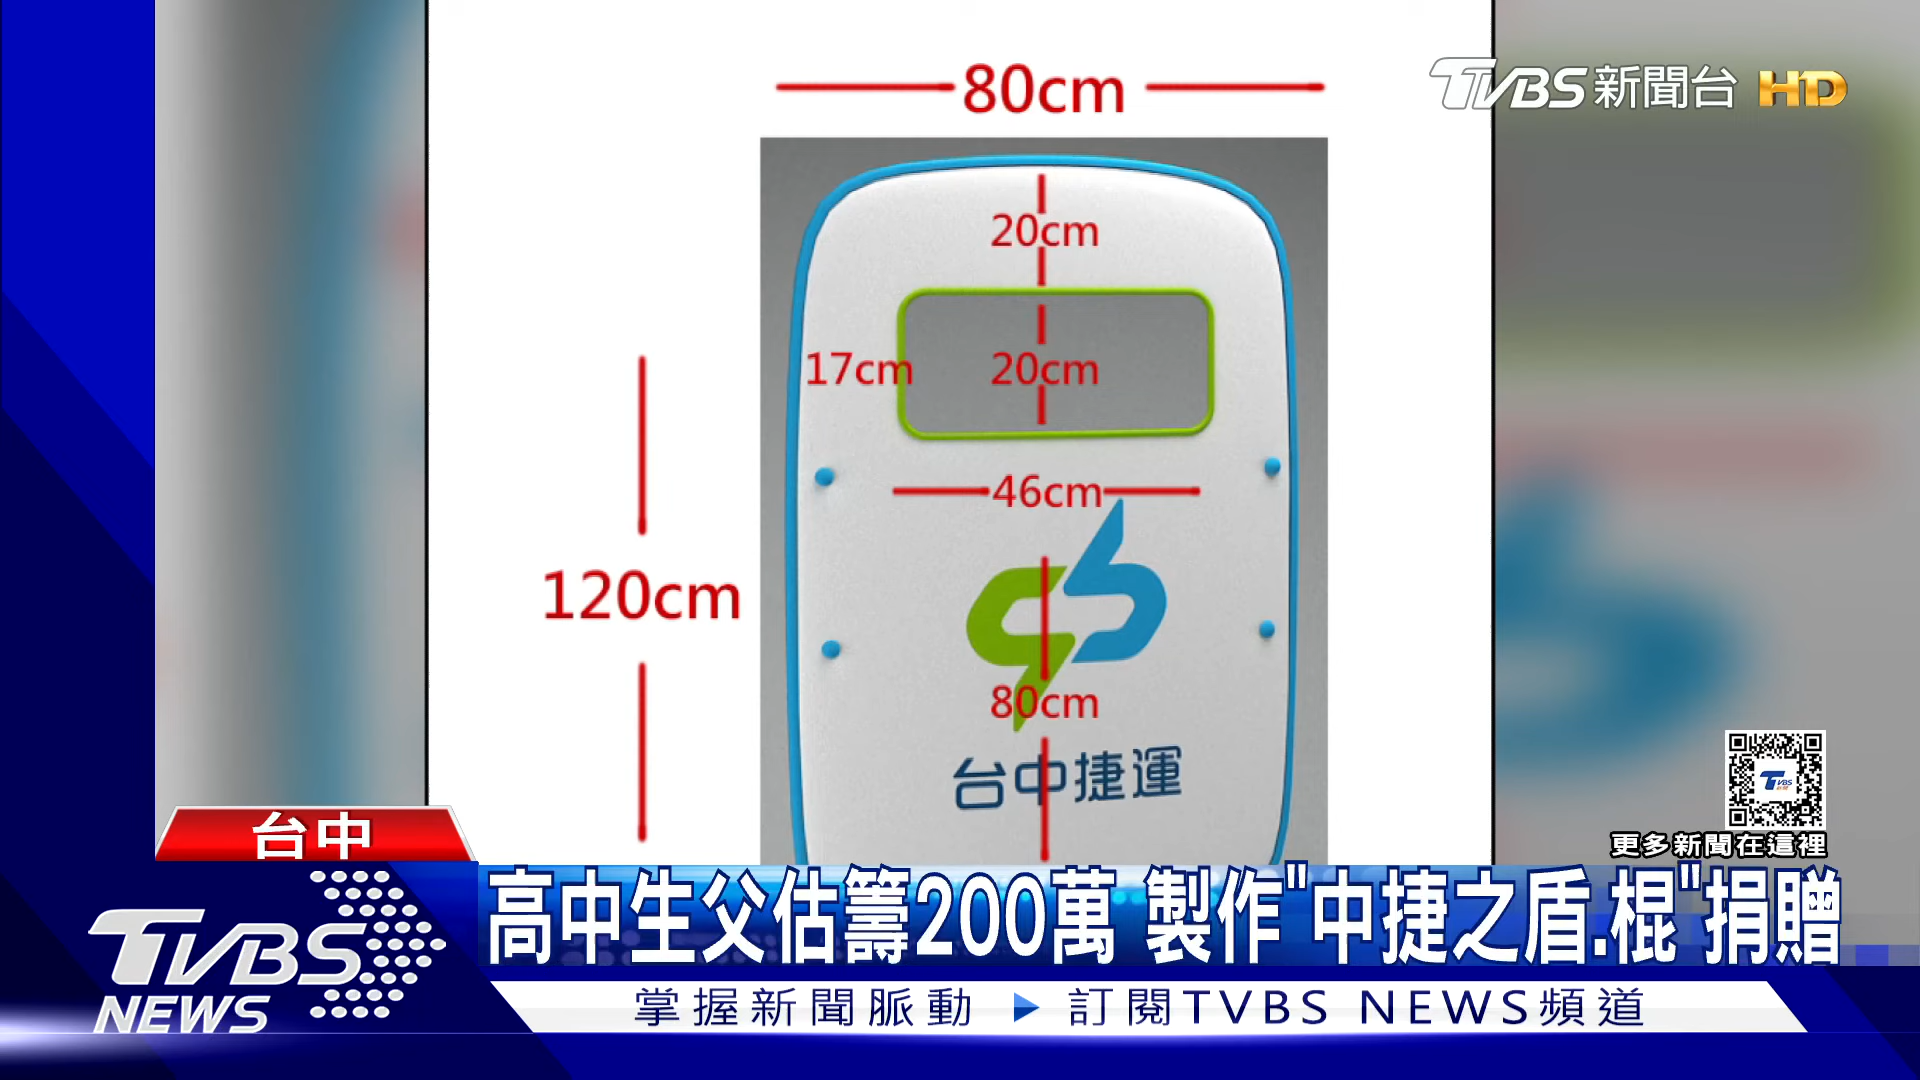 80cm
TVBS新聞台 HD
20cm
17cm
20cm
46cm
120cm
80cm
台中捷運
TVBS
新聞
更多新聞在這裡
台中
高中生父估籌200萬 製作"中捷之盾.棍"捐贈
TVBS
NEWS
掌握新聞脈動 ▶ 訂閱TVBS NEWS頻道